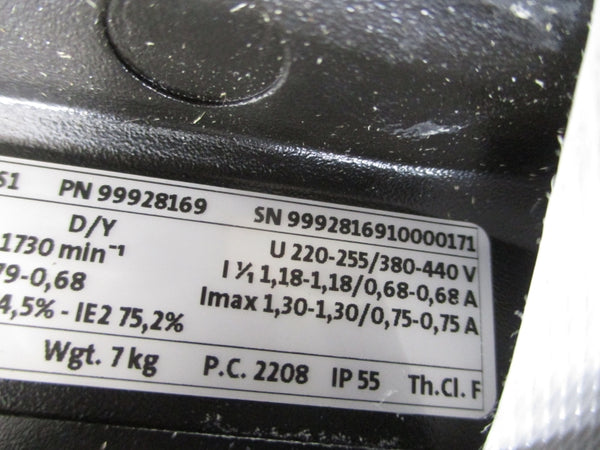 S1 PN 99928169 SN 9992816910000171
D/Y U 220-255/380-440 V
1730 min⁻¹ I 1/1 1,18-1,18/0,68-0,68 A
79-0,68 Imax 1,30-1,30/0,75-0,75 A
4,5% - IE2 75,2%
Wgt. 7 kg P.C. 2208 IP 55 Th.Cl. F